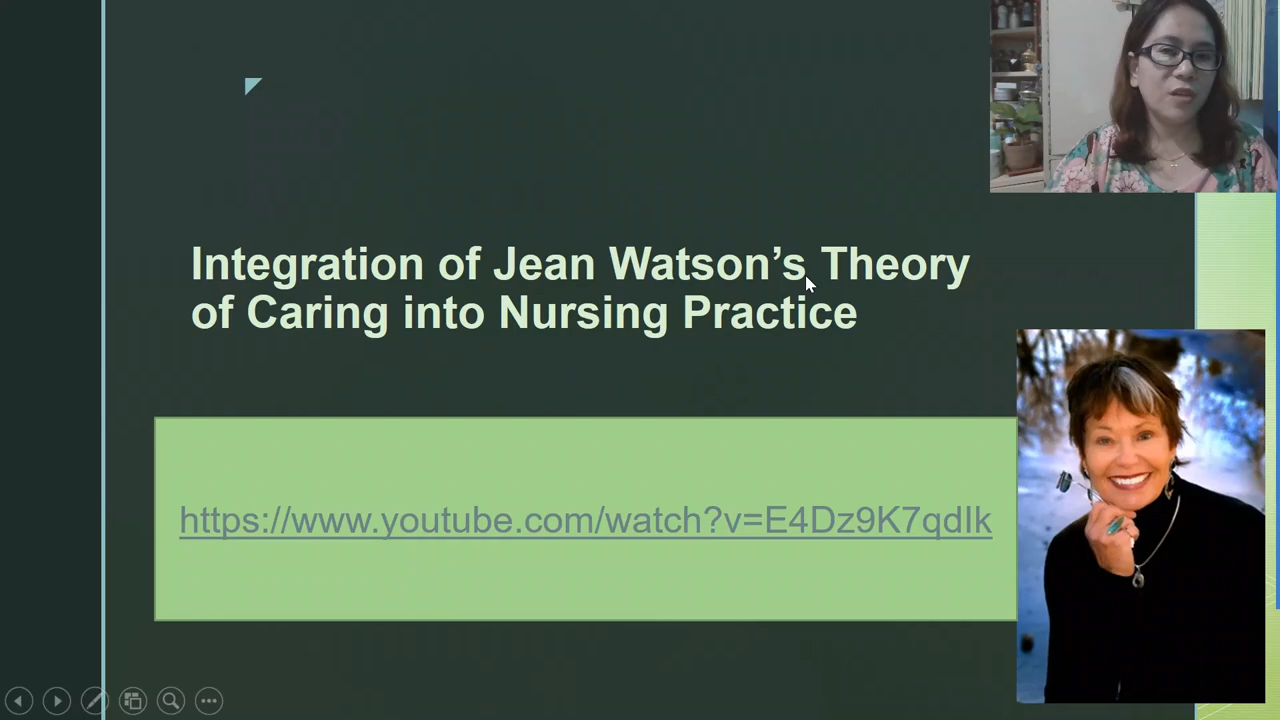 Integration of Jean Watson’s Theory
of Caring into Nursing Practice
https://www.youtube.com/watch?v=E4Dz9K7qdIk